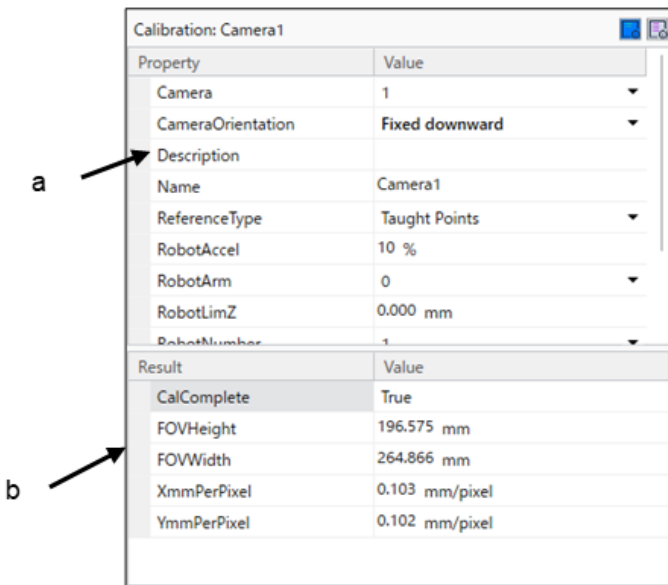 Calibration: Camera1
Property Value
Camera 1
CameraOrientation Fixed downward
Description
Name Camera1
ReferenceType Taught Points
RobotAccel 10 %
RobotArm 0
RobotLimZ 0.000 mm
RobotNumber 1
Result Value
CalComplete True
FOVHeight 196.575 mm
FOVWidth 264.866 mm
XmmPerPixel 0.103 mm/pixel
YmmPerPixel 0.102 mm/pixel
a
b